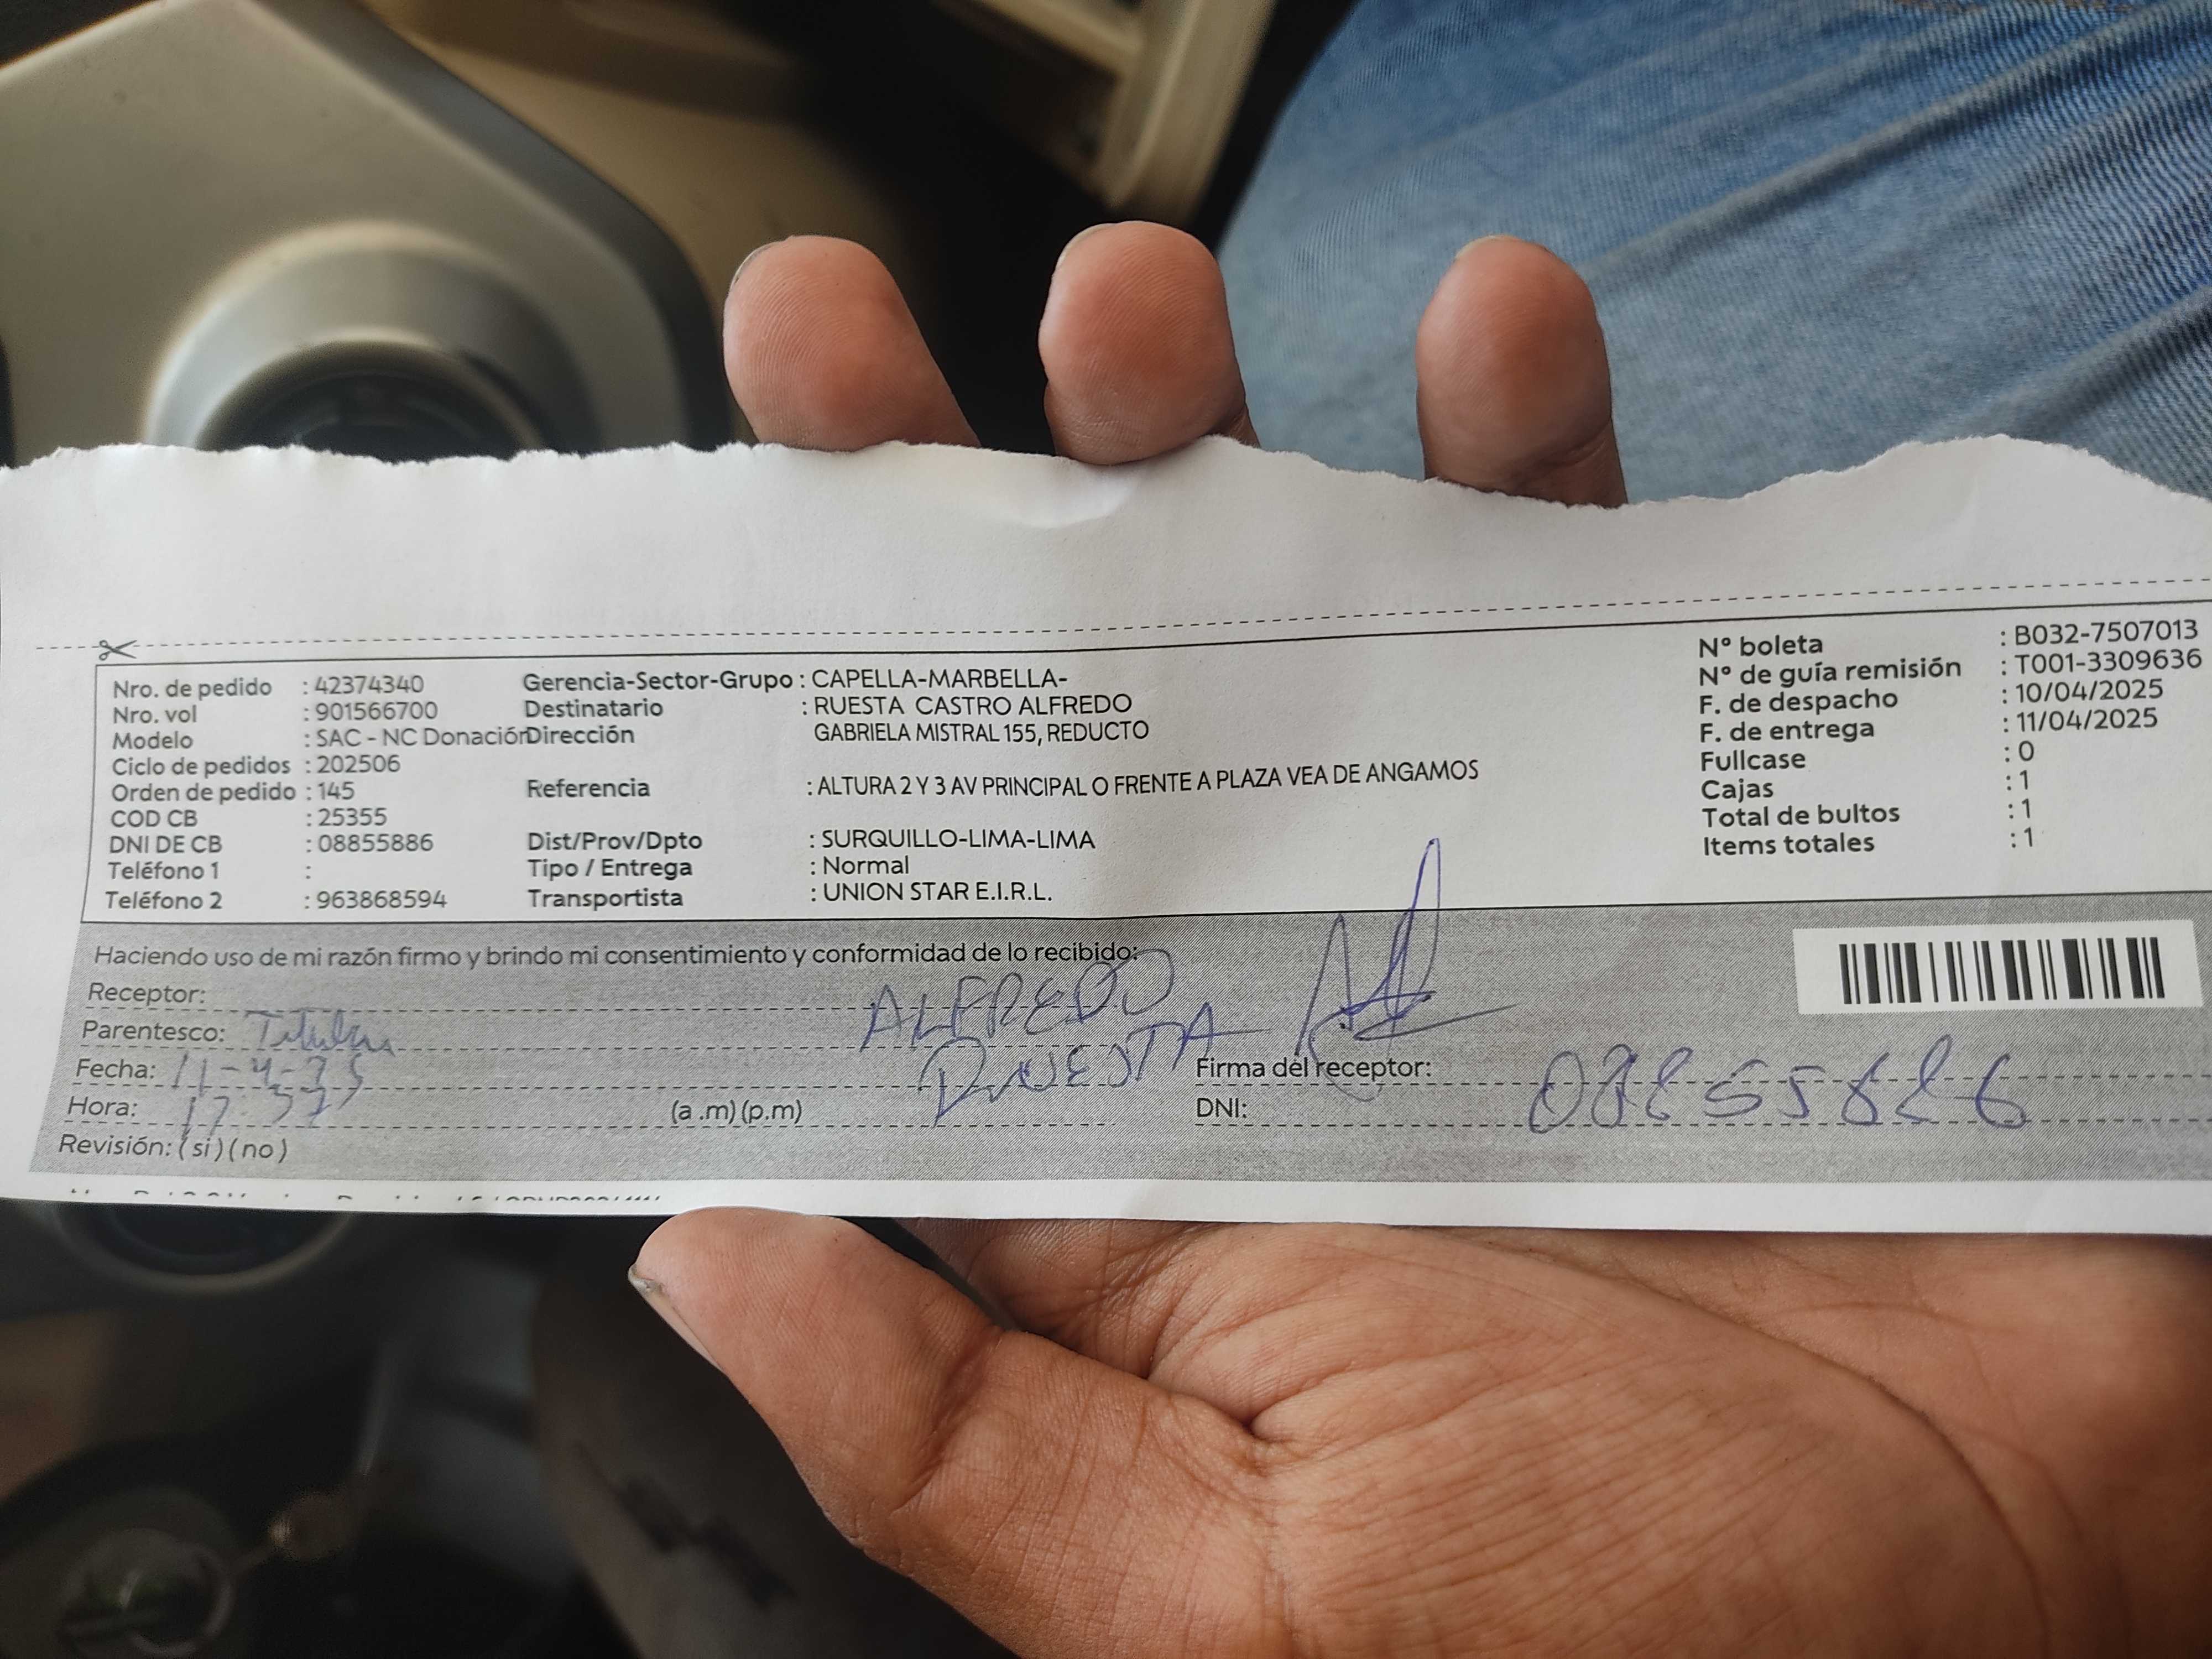 Nro. de pedido : 42374340
Nro. vol : 901566700
Modelo : SAC - NC Donación
Ciclo de pedidos : 202506
Orden de pedido : 145
COD CB : 25355
DNI DE CB : 08855886
Teléfono 1 :
Teléfono 2 : 963868594
Gerencia-Sector-Grupo : CAPELLA-MARBELLA-
Destinatario : RUESTA CASTRO ALFREDO
Dirección GABRIELA MISTRAL 155, REDUCTO
Referencia : ALTURA 2 Y 3 AV PRINCIPAL O FRENTE A PLAZA VEA DE ANGAMOS
Dist/Prov/Dpto : SURQUILLO-LIMA-LIMA
Tipo / Entrega : Normal
Transportista : UNION STAR E.I.R.L.
N° boleta : B032-7507013
N° de guía remisión : T001-3309636
F. de despacho : 10/04/2025
F. de entrega : 11/04/2025
Fullcase : 0
Cajas : 1
Total de bultos : 1
Items totales : 1
Haciendo uso de mi razón firmo y brindo mi consentimiento y conformidad de lo recibido:
Receptor:
ALFREDO
RUESTA
Parentesco: Titular
Fecha:
Hora:
(a .m) (p.m)
Revisión: ( si ) ( no )
Firma del receptor:
DNI: 08855886